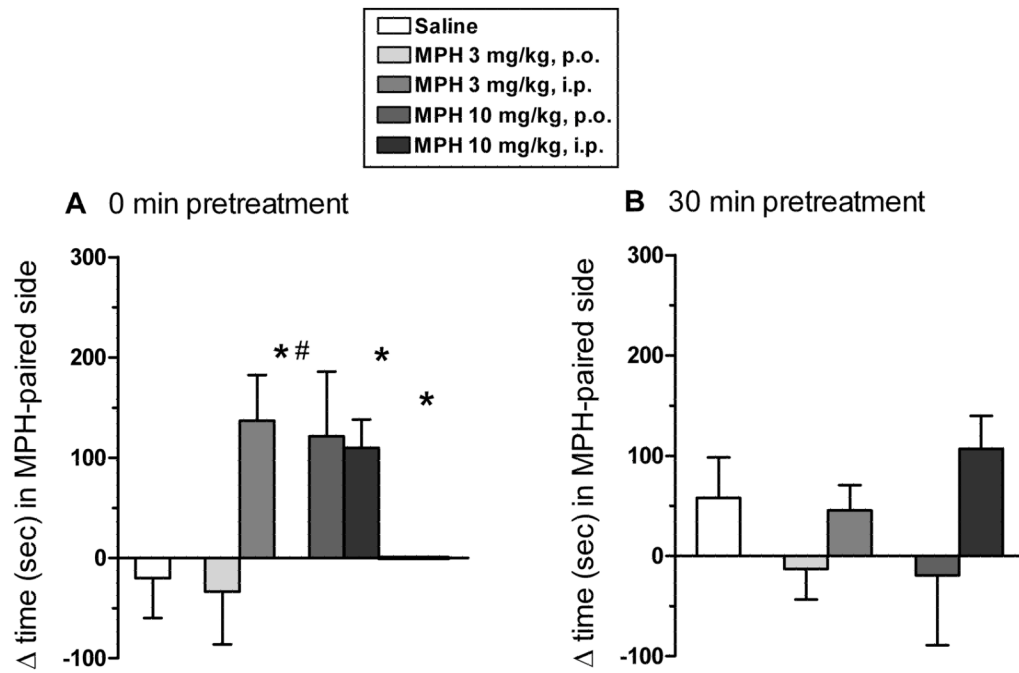 Saline
MPH 3 mg/kg, p.o.
MPH 3 mg/kg, i.p.
MPH 10 mg/kg, p.o.
MPH 10 mg/kg, i.p.
A 0 min pretreatment
Δ time (sec) in MPH-paired side
300
200
100
0
-100
* #
*
*
B 30 min pretreatment
Δ time (sec) in MPH-paired side
300
200
100
0
-100